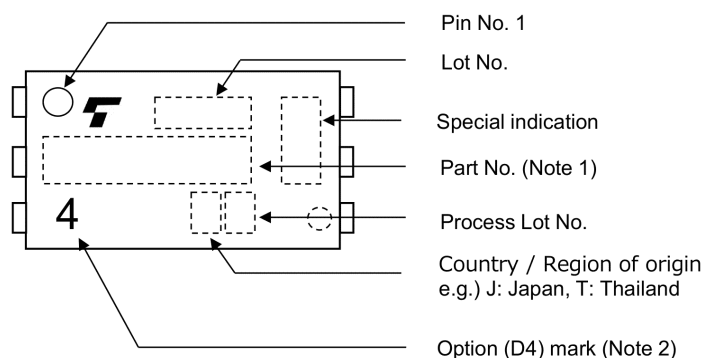 Pin No. 1
Lot No.
Special indication
Part No. (Note 1)
4
Process Lot No.
Country / Region of origin
e.g.) J: Japan, T: Thailand
Option (D4) mark (Note 2)